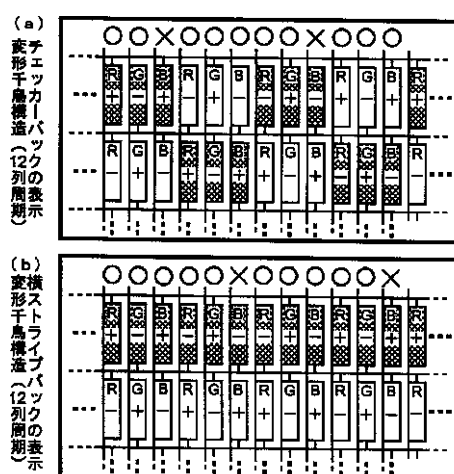 (a)
チェッカーバックの表示
変形千鳥構造(12列周期)
○ ○ × ○ ○ ○ ○ ○ × ○ ○ ○
R G B R G B R G B R G B R
R G B R G B R G B R G B R
(b)
横ストライプバックの表示
変形千鳥構造(12列周期)
○ ○ ○ ○ ○ × ○ ○ ○ ○ ○ ×
R G B R G B R G B R G B
R G B R G B R G B R G B R